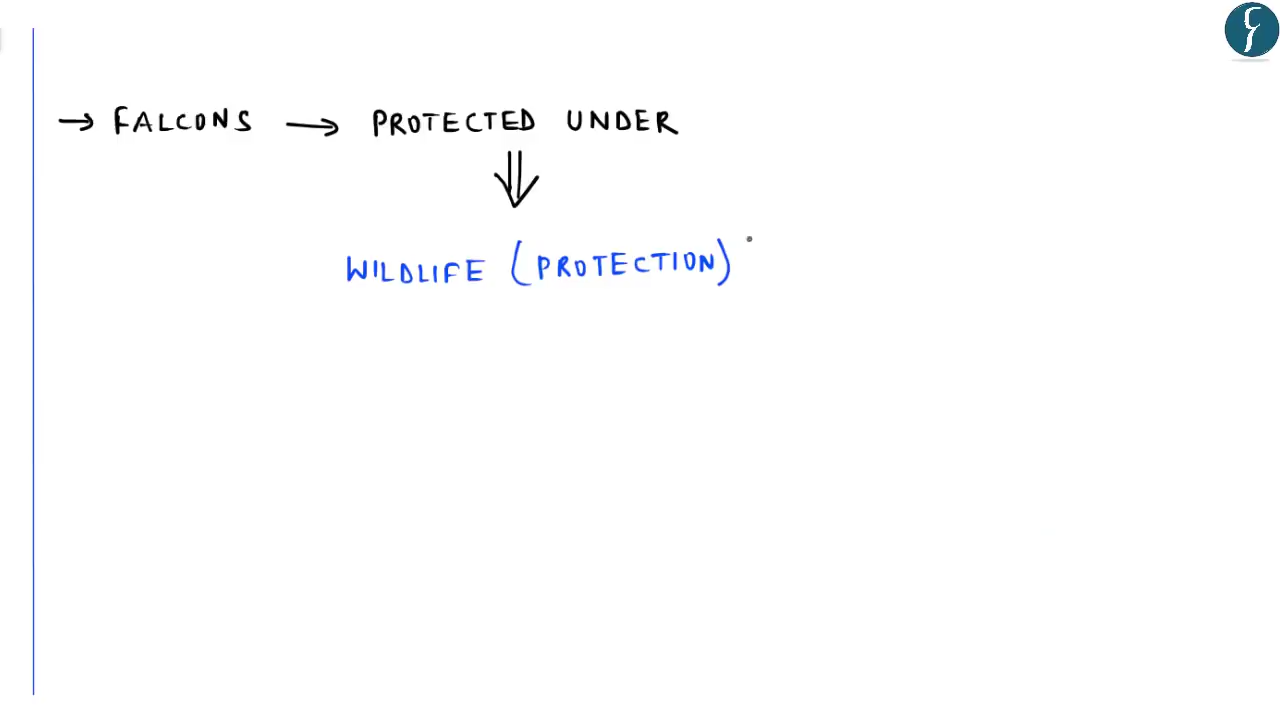 → FALCONS → PROTECTED UNDER
⇓
WILDLIFE (PROTECTION)